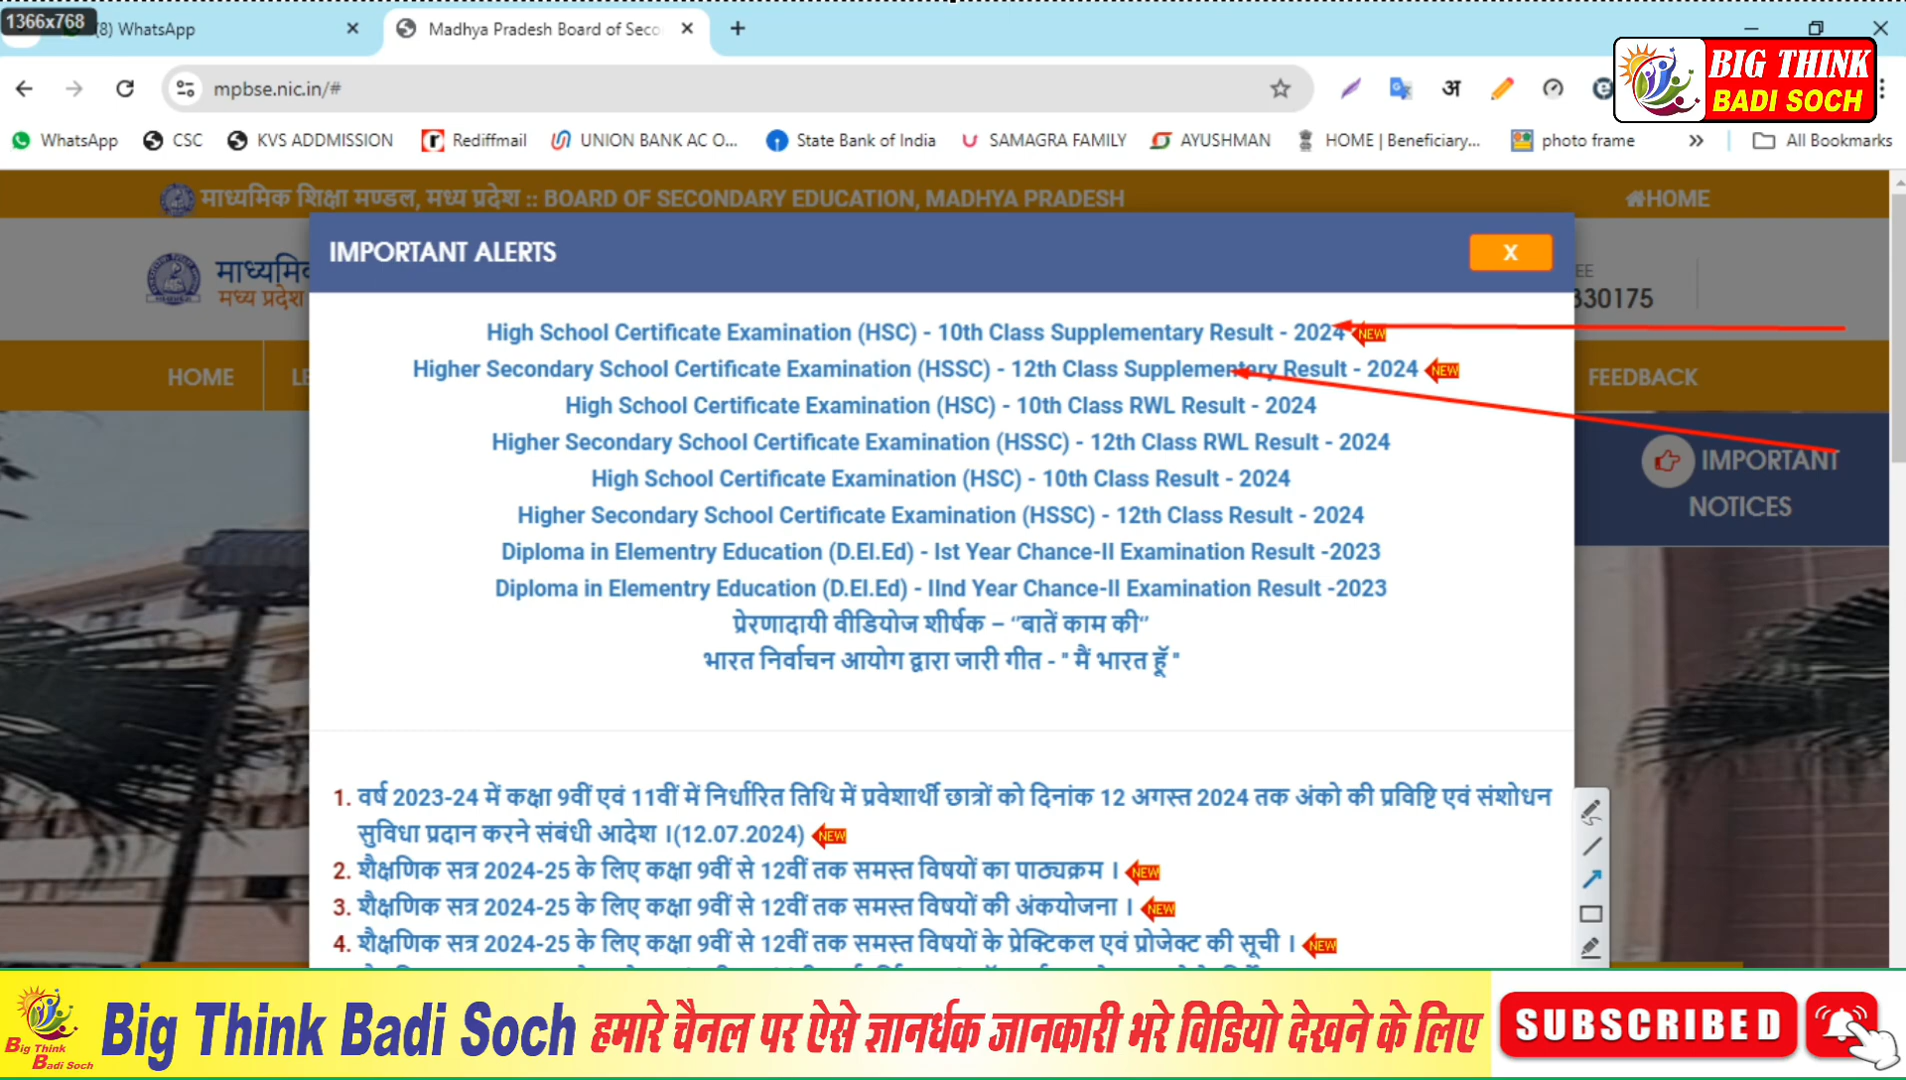 1366x768
(8) WhatsApp
Madhya Pradesh Board of Seco
mpbse.nic.in/#
अ
BIG THINK
BADI SOCH
WhatsApp CSC KVS ADDMISSION Rediffmail UNION BANK AC O... State Bank of India SAMAGRA FAMILY AYUSHMAN HOME | Beneficiary... photo frame » All Bookmarks
माध्यमिक शिक्षा मण्डल, मध्य प्रदेश :: BOARD OF SECONDARY EDUCATION, MADHYA PRADESH
HOME
IMPORTANT ALERTS
X
माध्यमि
मध्य प्रदेश
EE
330175
HOME
LE
FEEDBACK
IMPORTANT
NOTICES
High School Certificate Examination (HSC) - 10th Class Supplementary Result - 2024 NEW
Higher Secondary School Certificate Examination (HSSC) - 12th Class Supplementary Result - 2024 NEW
High School Certificate Examination (HSC) - 10th Class RWL Result - 2024
Higher Secondary School Certificate Examination (HSSC) - 12th Class RWL Result - 2024
High School Certificate Examination (HSC) - 10th Class Result - 2024
Higher Secondary School Certificate Examination (HSSC) - 12th Class Result - 2024
Diploma in Elementry Education (D.El.Ed) - Ist Year Chance-II Examination Result -2023
Diploma in Elementry Education (D.El.Ed) - IInd Year Chance-II Examination Result -2023
प्रेरणादायी वीडियोज शीर्षक – ‘‘बातें काम की’’
भारत निर्वाचन आयोग द्वारा जारी गीत - " मैं भारत हूँ "
1. वर्ष 2023-24 में कक्षा 9वीं एवं 11वीं में निर्धारित तिथि में प्रवेशार्थी छात्रों को दिनांक 12 अगस्त 2024 तक अंको की प्रविष्टि एवं संशोधन
सुविधा प्रदान करने संबंधी आदेश ।(12.07.2024) NEW
2. शैक्षणिक सत्र 2024-25 के लिए कक्षा 9वीं से 12वीं तक समस्त विषयों का पाठ्यक्रम । NEW
3. शैक्षणिक सत्र 2024-25 के लिए कक्षा 9वीं से 12वीं तक समस्त विषयों की अंकयोजना । NEW
4. शैक्षणिक सत्र 2024-25 के लिए कक्षा 9वीं से 12वीं तक समस्त विषयों के प्रेक्टिकल एवं प्रोजेक्ट की सूची । NEW
Big Think
Badi Soch
Big Think Badi Soch हमारे चैनल पर ऐसे ज्ञानर्धक जानकारी भरे विडियो देखने के लिए
SUBSCRIBED